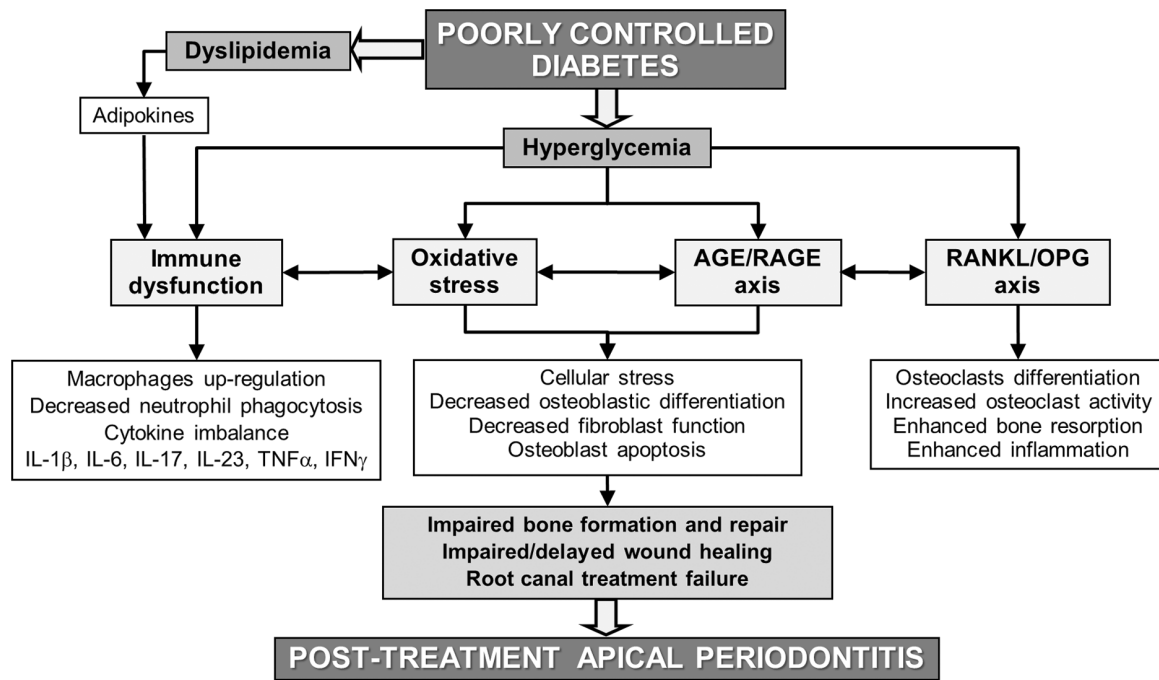 POORLY CONTROLLED
DIABETES
Dyslipidemia
Adipokines
Hyperglycemia
Immune
dysfunction
Oxidative
stress
AGE/RAGE
axis
RANKL/OPG
axis
Macrophages up-regulation
Decreased neutrophil phagocytosis
Cytokine imbalance
IL-1β, IL-6, IL-17, IL-23, TNFα, IFNγ
Cellular stress
Decreased osteoblastic differentiation
Decreased fibroblast function
Osteoblast apoptosis
Osteoclasts differentiation
Increased osteoclast activity
Enhanced bone resorption
Enhanced inflammation
Impaired bone formation and repair
Impaired/delayed wound healing
Root canal treatment failure
POST-TREATMENT APICAL PERIODONTITIS